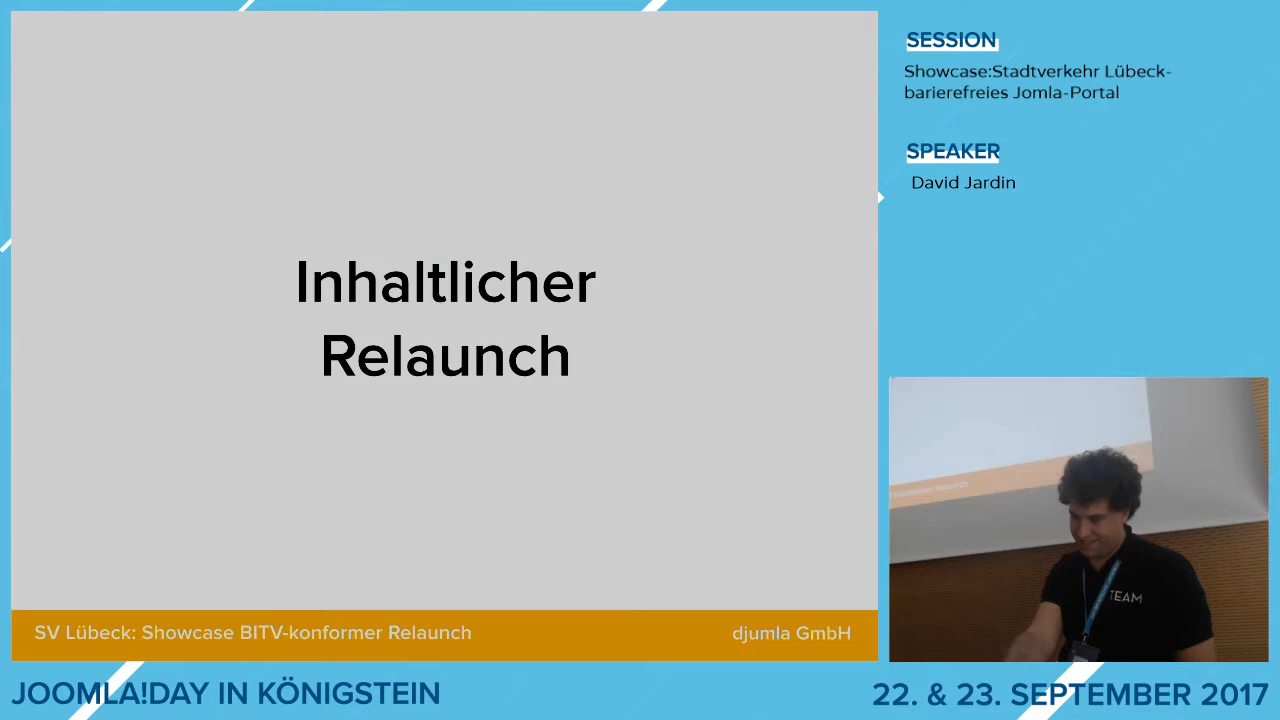 Inhaltlicher
Relaunch
SV Lübeck: Showcase BITV-konformer Relaunch
djumla GmbH
SESSION
Showcase:Stadtverkehr Lübeck-
barierefreies Jomla-Portal
SPEAKER
David Jardin
TEAM
JOOMLA!DAY IN KÖNIGSTEIN
22. & 23. SEPTEMBER 2017